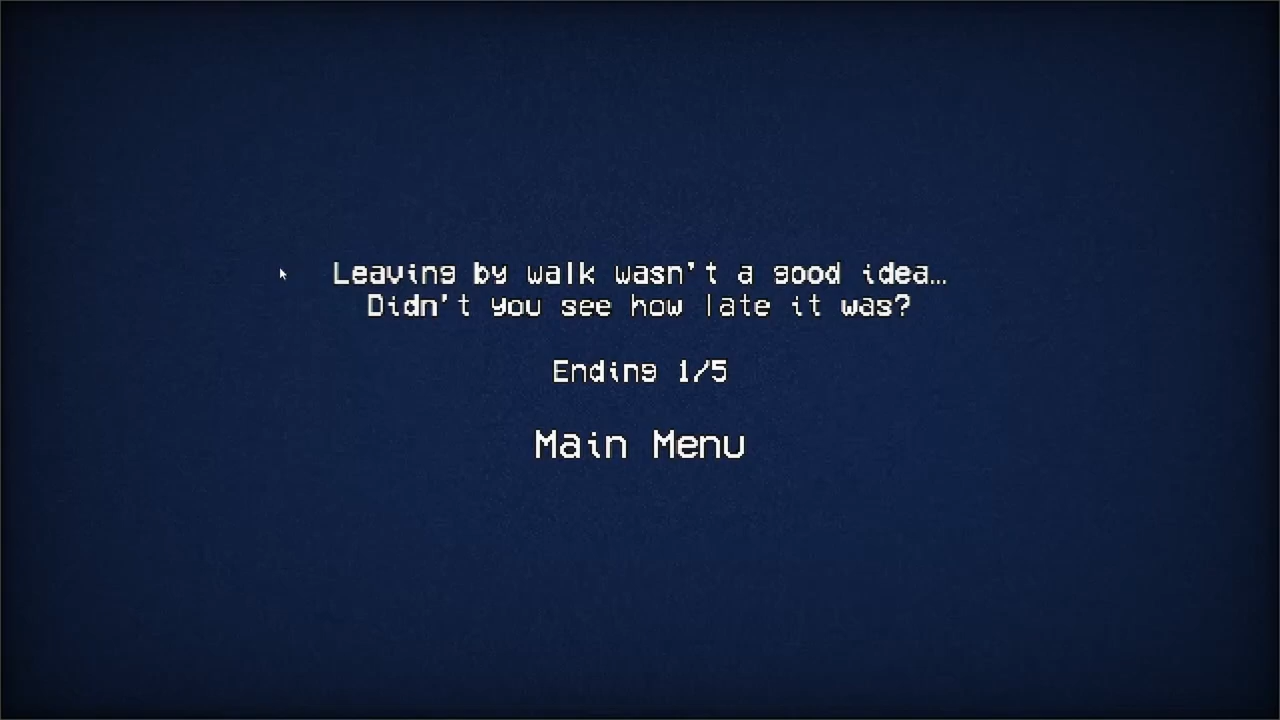 Leaving by walk wasn't a good idea…
Didn't you see how late it was?
Ending 1/5
Main Menu